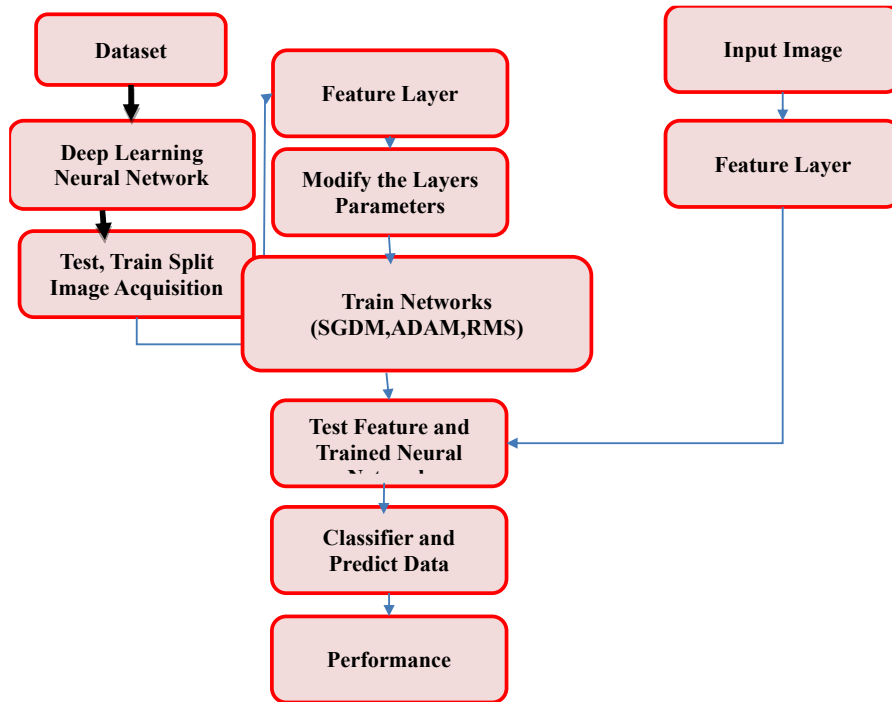 Dataset
Deep Learning
Neural Network
Test, Train Split
Image Acquisition
Feature Layer
Modify the Layers
Parameters
Train Networks
(SGDM,ADAM,RMS)
Test Feature and
Trained Neural
Classifier and
Predict Data
Performance
Input Image
Feature Layer